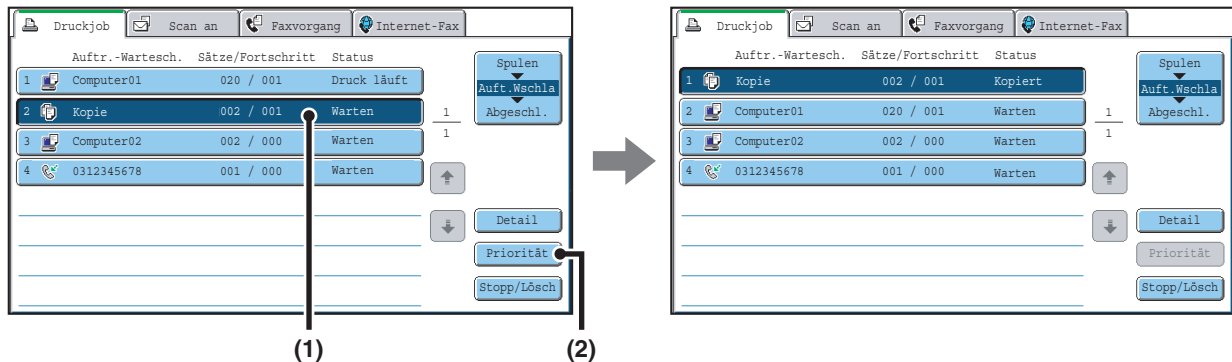 Druckjob Scan an Faxvorgang Internet-Fax
Auftr.-Wartesch. Sätze/Fortschritt Status
1 Computer01 020 / 001 Druck läuft
2 Kopie 002 / 001 Warten
3 Computer02 002 / 000 Warten
4 0312345678 001 / 000 Warten
1
1
Spulen
Auft.Wschla
Abgeschl.
Detail
Priorität
Stopp/Lösch
(1)
(2)
Druckjob Scan an Faxvorgang Internet-Fax
Auftr.-Wartesch. Sätze/Fortschritt Status
1 Kopie 002 / 001 Kopiert
2 Computer01 020 / 001 Warten
3 Computer02 002 / 000 Warten
4 0312345678 001 / 000 Warten
1
1
Spulen
Auft.Wschla
Abgeschl.
Detail
Priorität
Stopp/Lösch